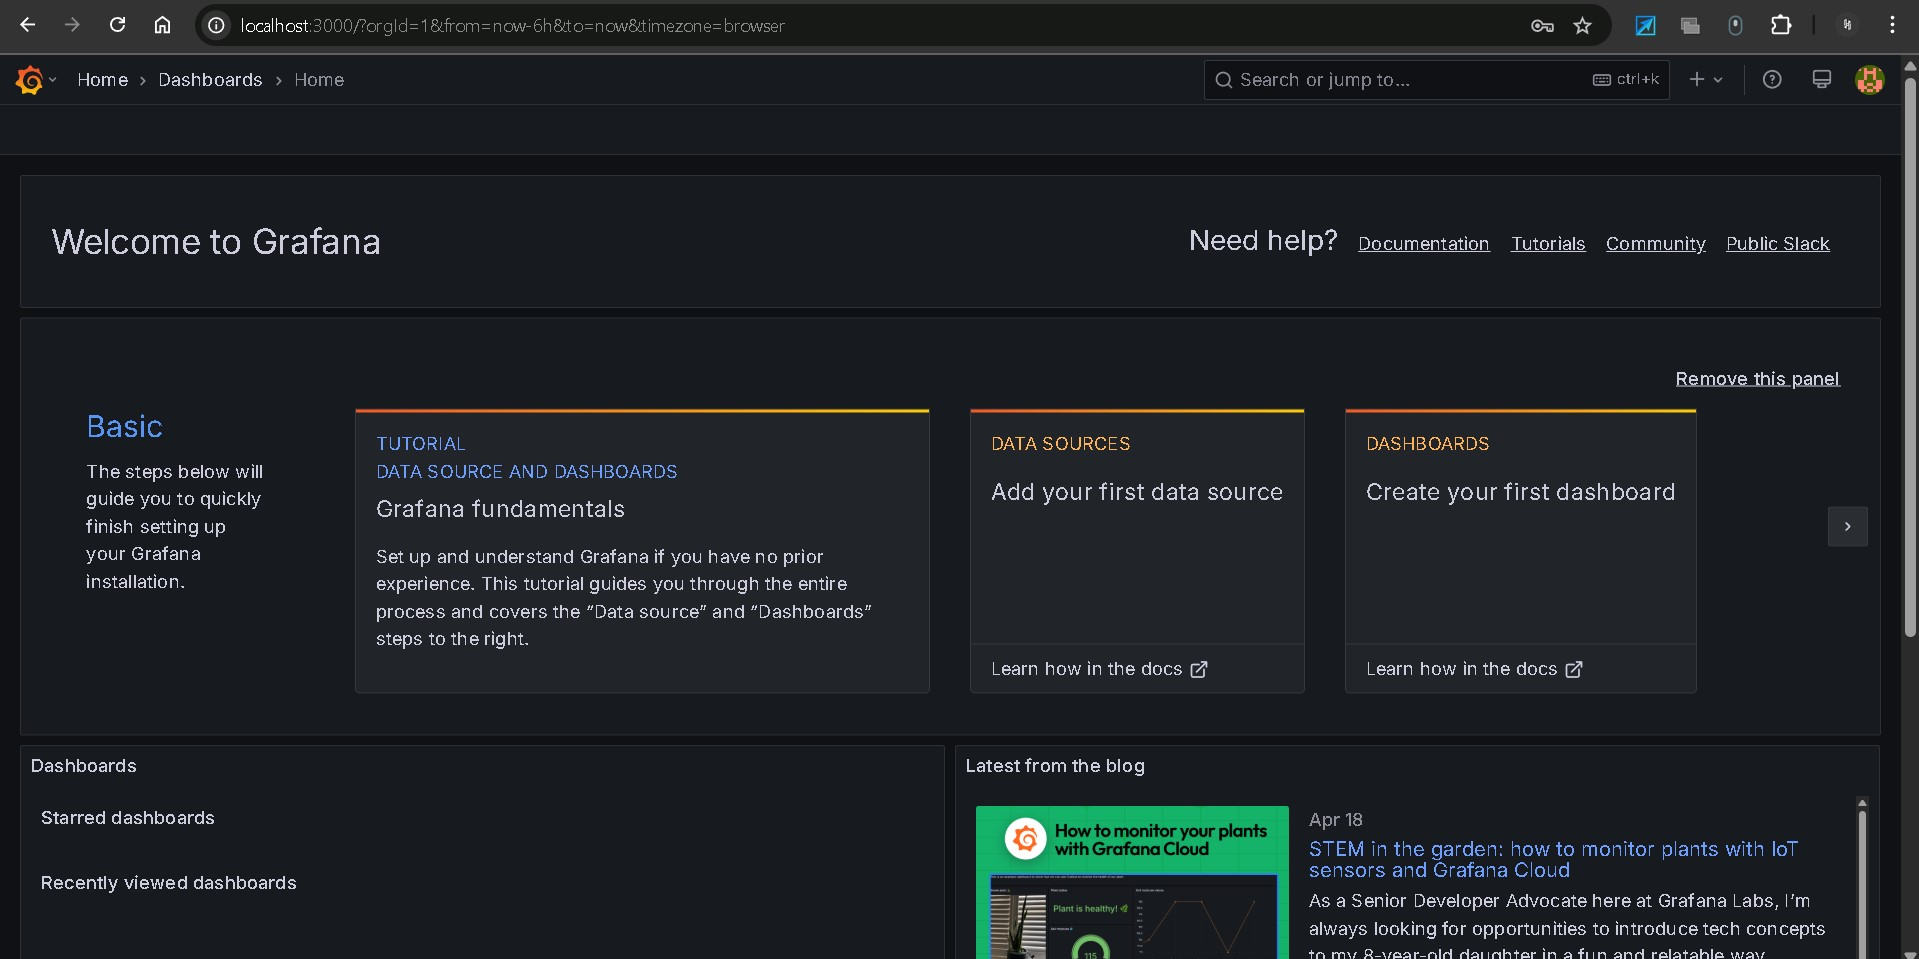 localhost:3000/?orgId=1&from=now-6h&to=now&timezone=browser
Home › Dashboards › Home
Search or jump to...
ctrl+k
Welcome to Grafana
Need help?
Documentation
Tutorials
Community
Public Slack
Remove this panel
Basic
The steps below will
guide you to quickly
finish setting up
your Grafana
installation.
TUTORIAL
DATA SOURCE AND DASHBOARDS
Grafana fundamentals
Set up and understand Grafana if you have no prior
experience. This tutorial guides you through the entire
process and covers the “Data source” and “Dashboards”
steps to the right.
DATA SOURCES
Add your first data source
Learn how in the docs
DASHBOARDS
Create your first dashboard
Learn how in the docs
Dashboards
Starred dashboards
Recently viewed dashboards
Latest from the blog
How to monitor your plants
with Grafana Cloud
Plant is healthy!
115
Apr 18
STEM in the garden: how to monitor plants with IoT
sensors and Grafana Cloud
As a Senior Developer Advocate here at Grafana Labs, I’m
always looking for opportunities to introduce tech concepts
to my 8-year-old daughter in a fun and relatable way.